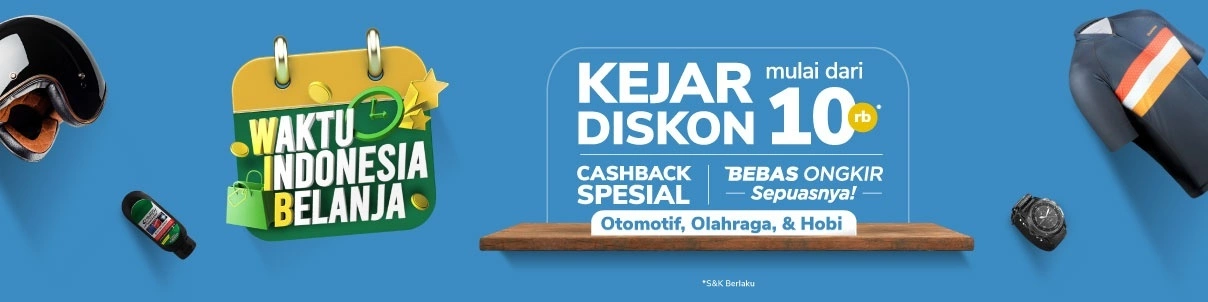 WAKTU
INDONESIA
BELANJA
KEJAR
DISKON
mulai dari
10 rb*
CASHBACK
SPESIAL
BEBAS ONGKIR
Sepuasnya!
Otomotif, Olahraga, & Hobi
*S&K Berlaku